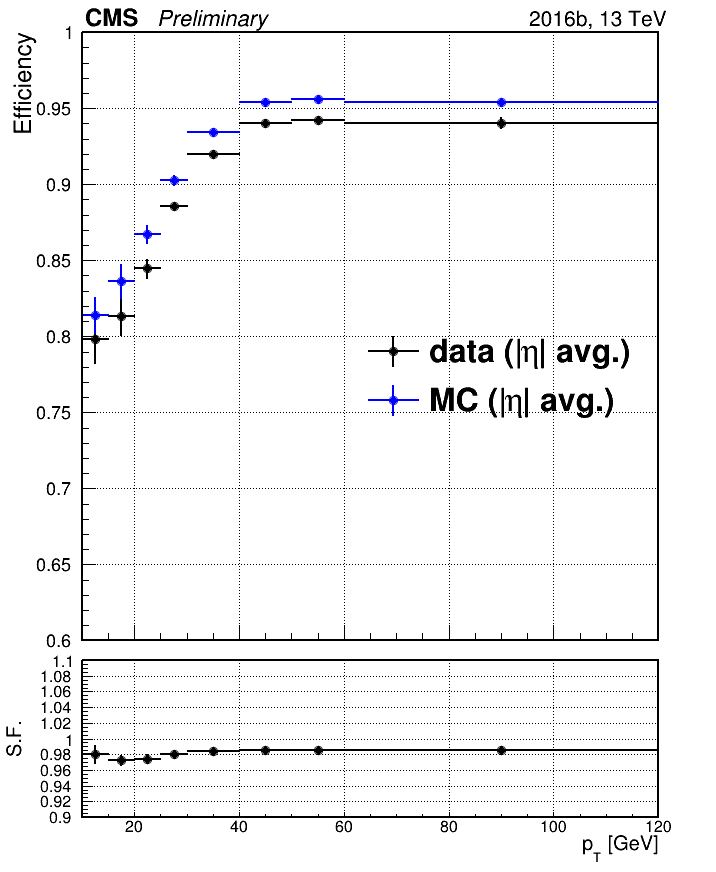 CMS Preliminary 2016b, 13 TeV
Efficiency
1
0.95
0.9
0.85
0.8
0.75
0.7
0.65
0.6
data (|η| avg.)
MC (|η| avg.)
S.F.
1.1
1.08
1.06
1.04
1.02
1
0.98
0.96
0.94
0.92
0.9
20 40 60 80 100 120
p_T [GeV]